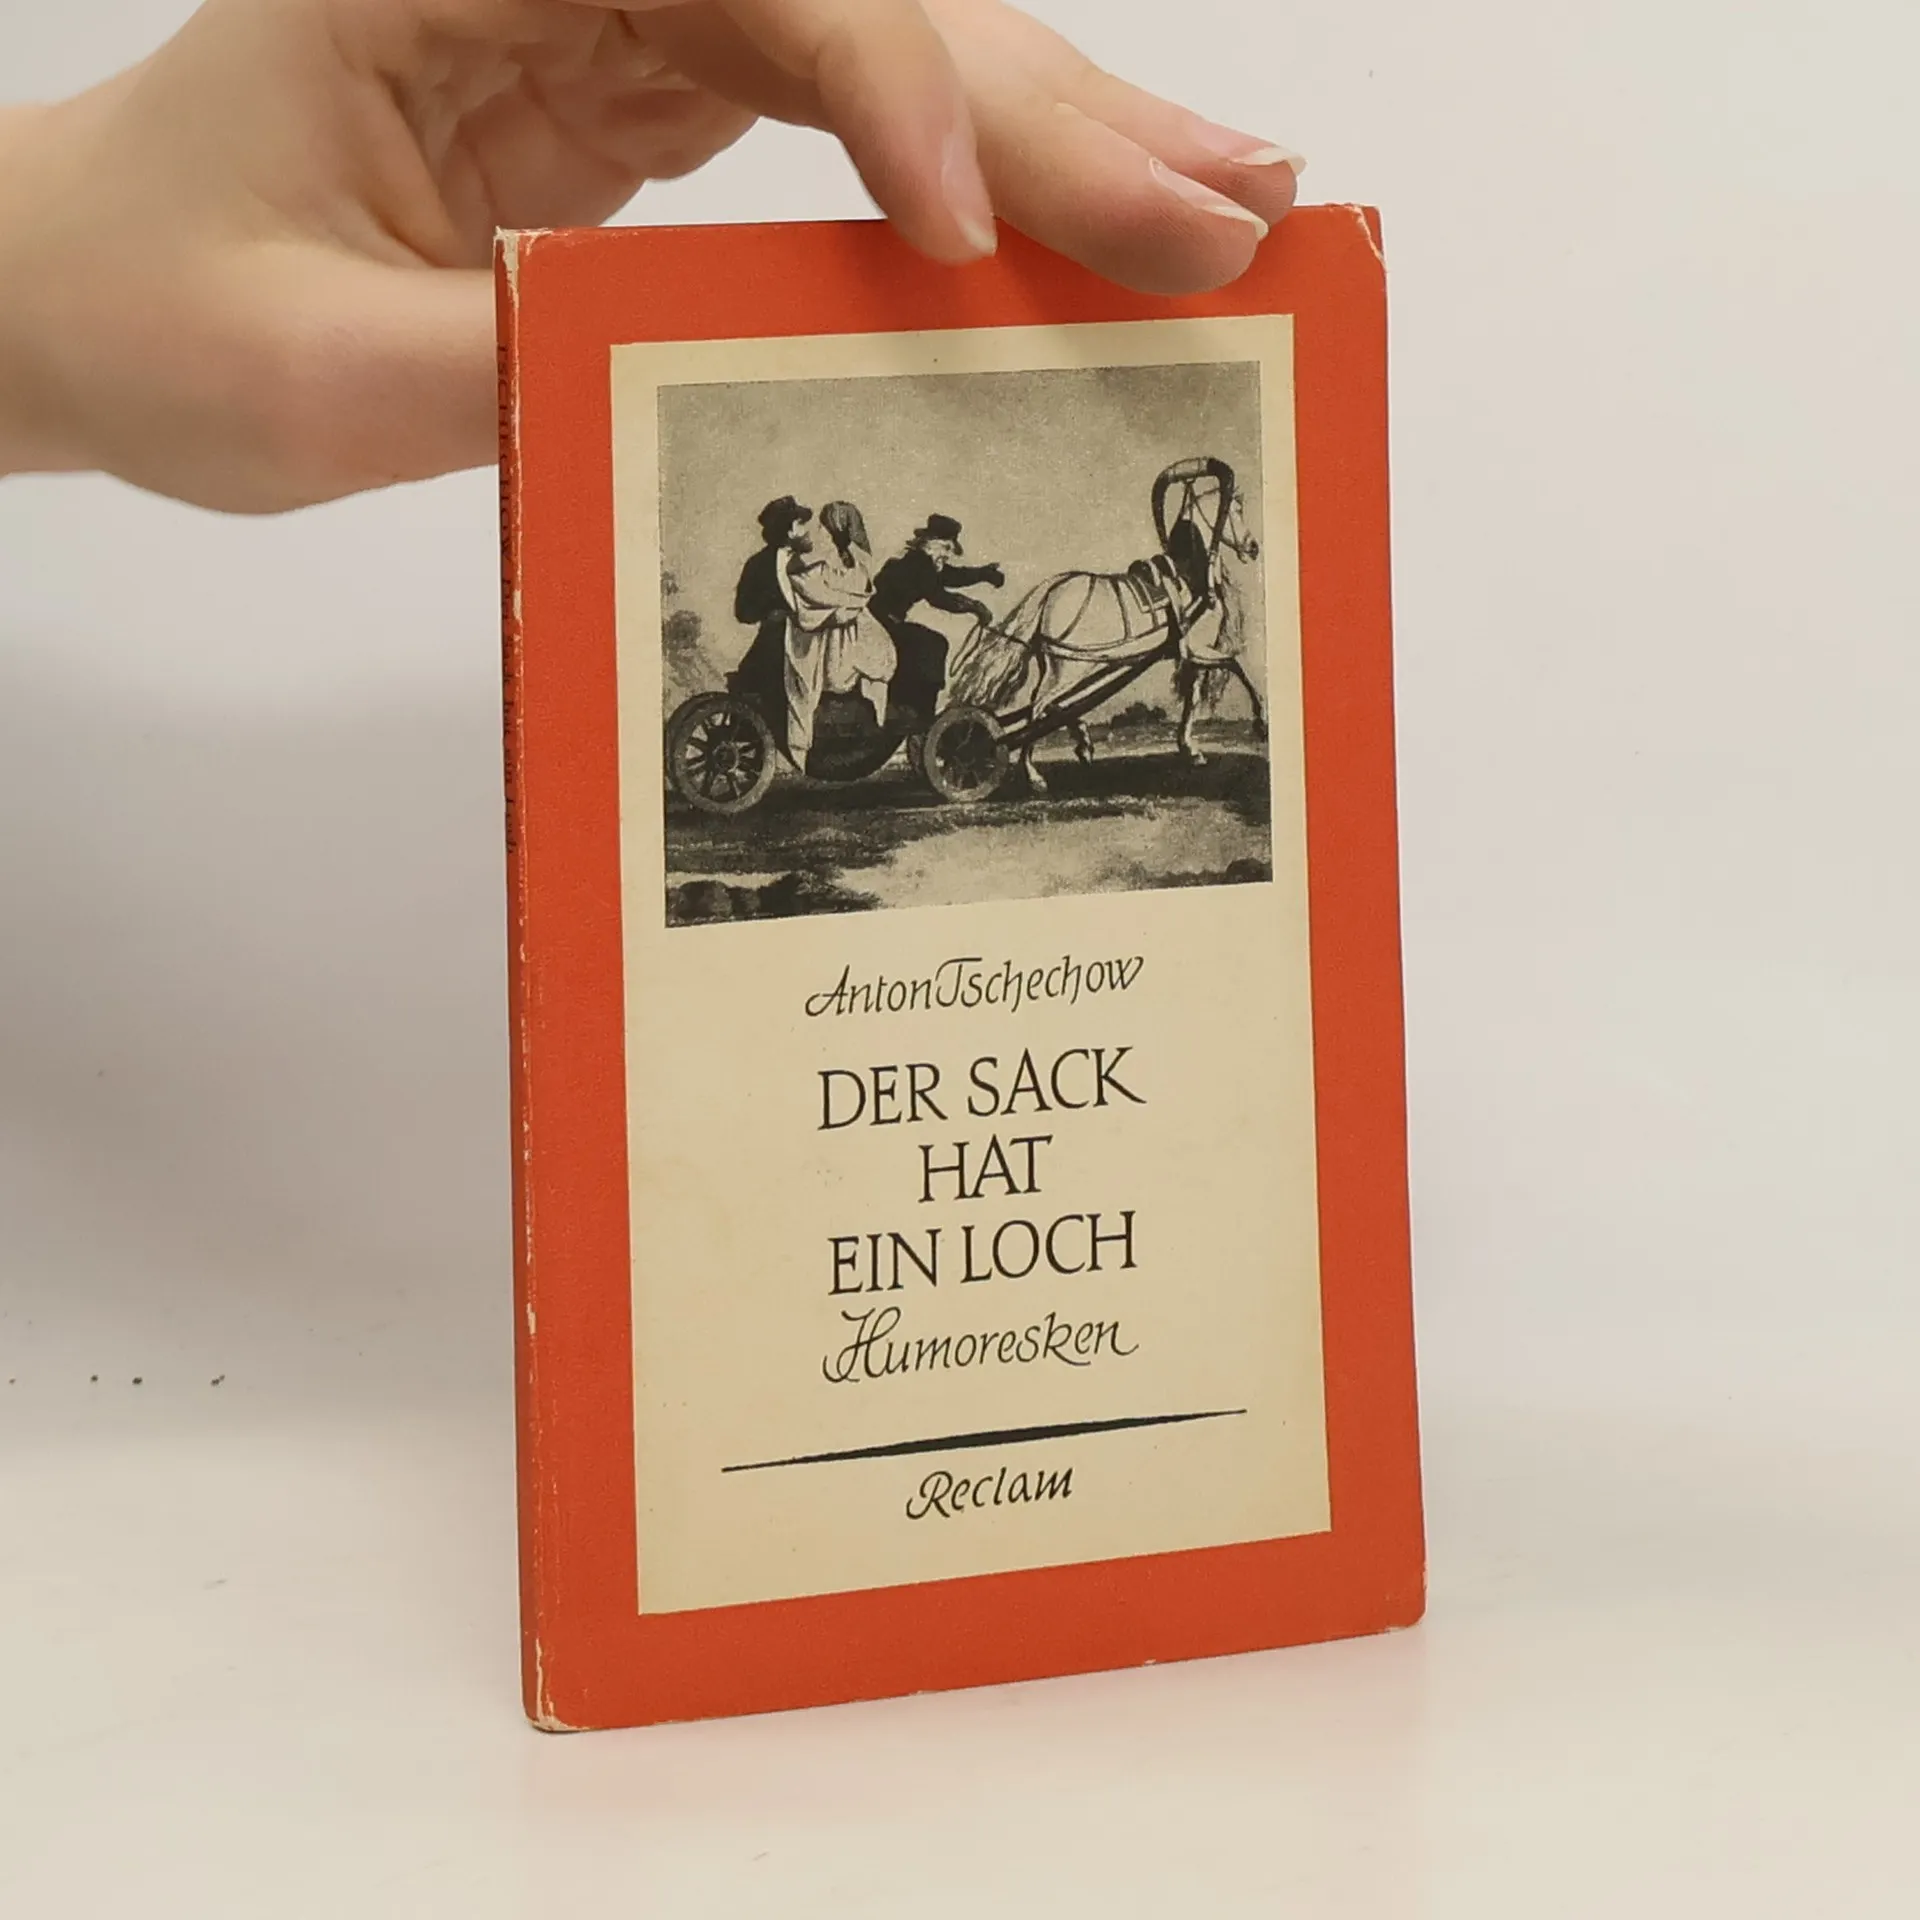 Anton Tschechow
DER SACK
HAT
EIN LOCH
Humoresken
Reclam